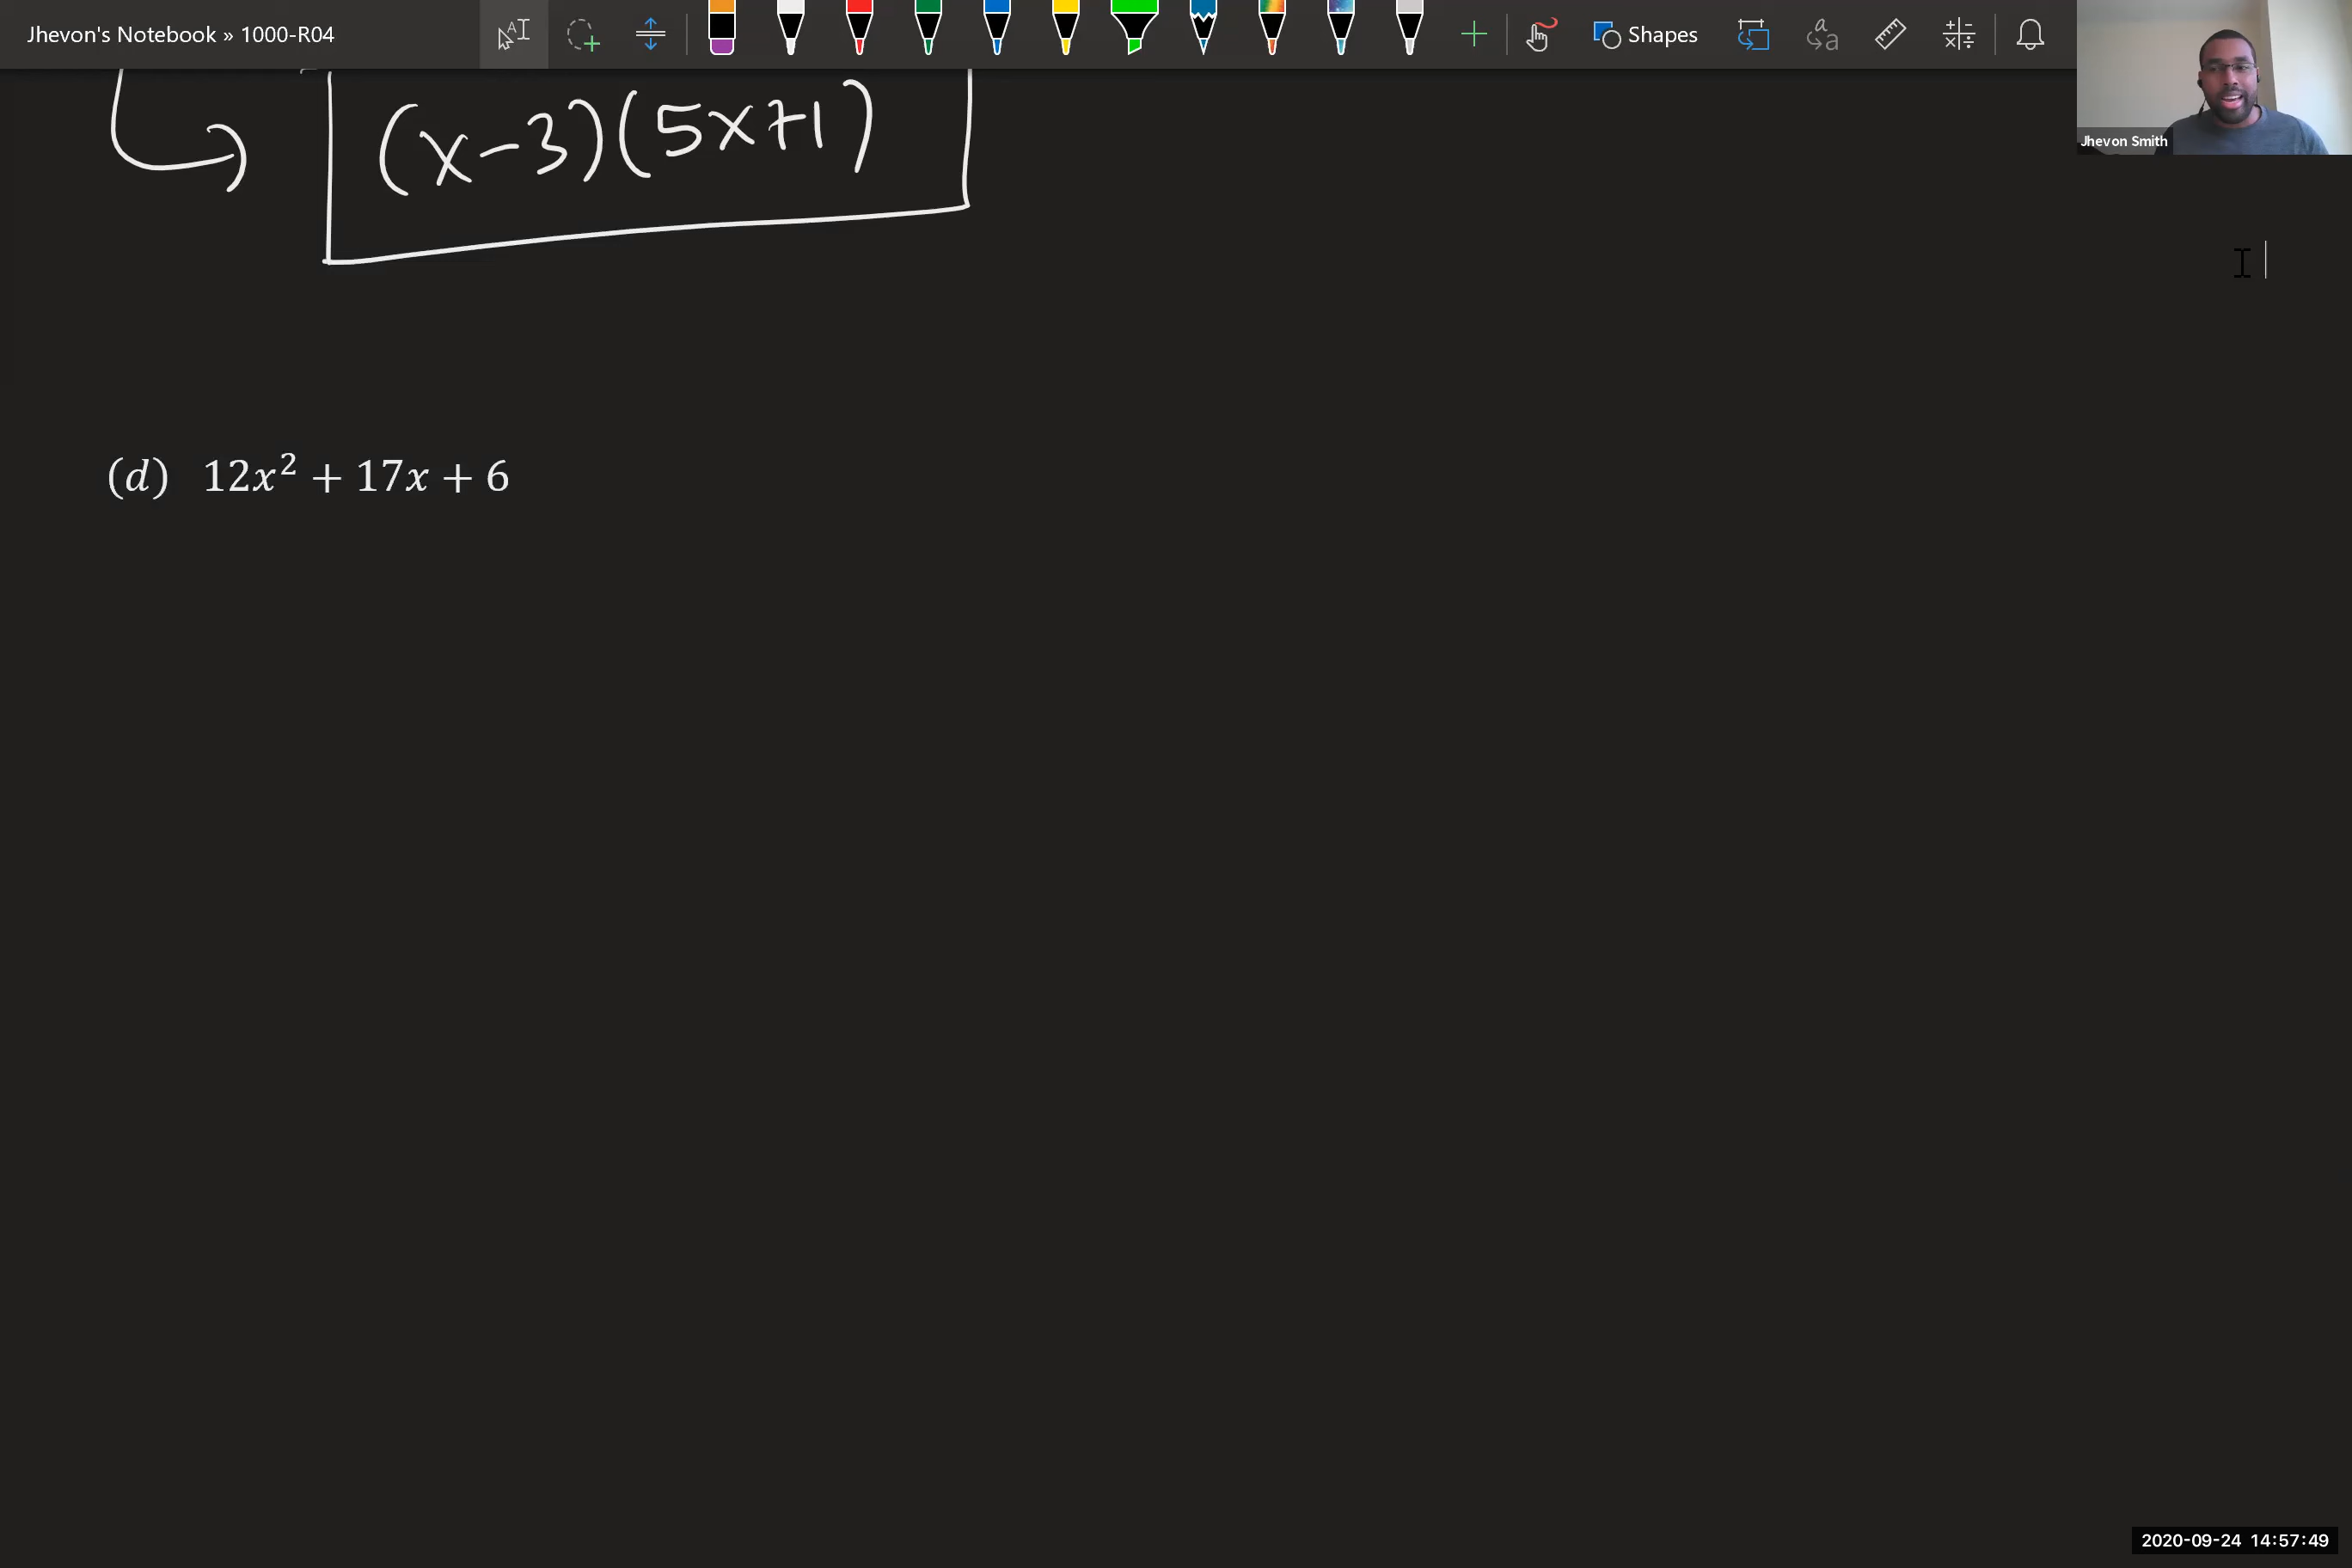 Jhevon's Notebook » 1000-R04
Shapes
Jhevon Smith
(x-3)(5x+1)
(d) 12x² + 17x + 6
2020-09-24 14:57:49